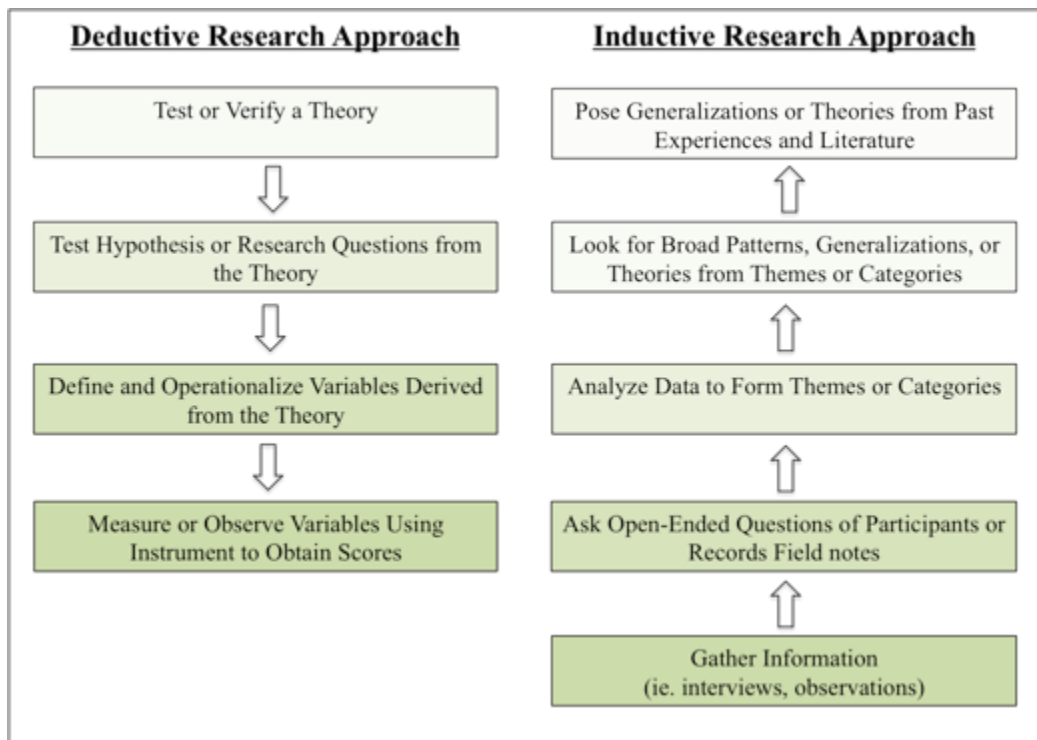 Deductive Research Approach
Test or Verify a Theory
Test Hypothesis or Research Questions from
the Theory
Define and Operationalize Variables Derived
from the Theory
Measure or Observe Variables Using
Instrument to Obtain Scores
Inductive Research Approach
Pose Generalizations or Theories from Past
Experiences and Literature
Look for Broad Patterns, Generalizations, or
Theories from Themes or Categories
Analyze Data to Form Themes or Categories
Ask Open-Ended Questions of Participants or
Records Field notes
Gather Information
(ie. interviews, observations)